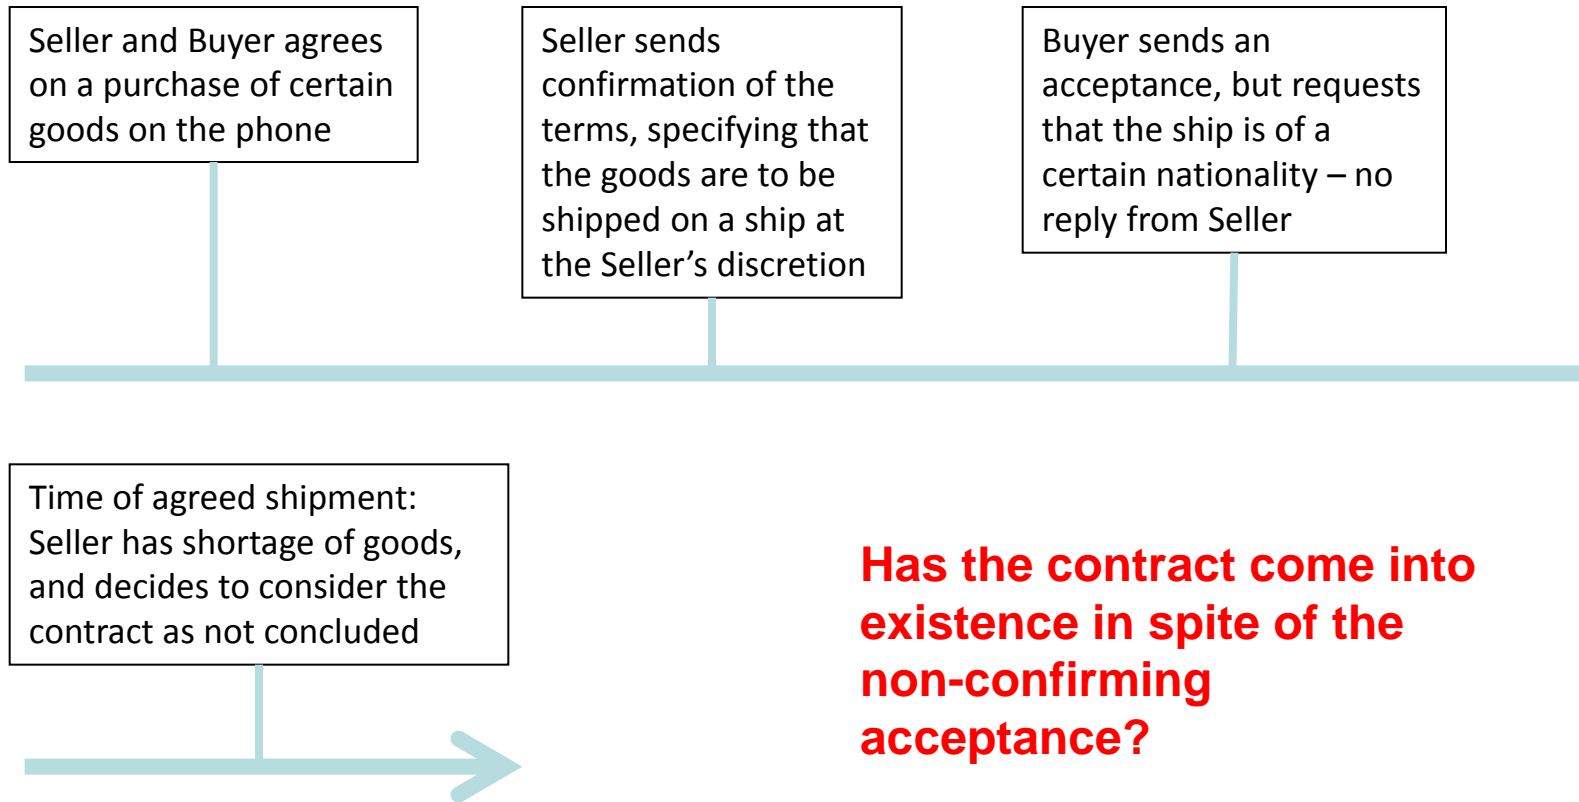 Seller and Buyer agrees
on a purchase of certain
goods on the phone
Seller sends
confirmation of the
terms, specifying that
the goods are to be
shipped on a ship at
the Seller’s discretion
Buyer sends an
acceptance, but requests
that the ship is of a
certain nationality – no
reply from Seller
Time of agreed shipment:
Seller has shortage of goods,
and decides to consider the
contract as not concluded
Has the contract come into
existence in spite of the
non-confirming
acceptance?